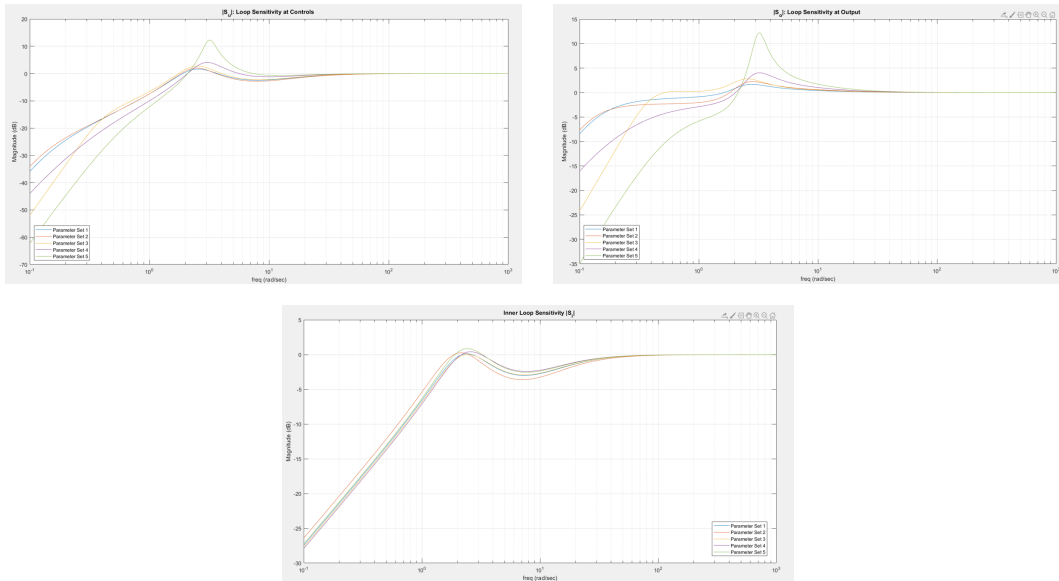 |S_u|: Loop Sensitivity at Controls
Magnitude (dB)
10
0
-10
-20
-30
-40
-50
-60
-70
Parameter Set 1
Parameter Set 2
Parameter Set 3
Parameter Set 4
Parameter Set 5
10^-1
10^0
10^1
10^2
10^3
freq (rad/sec)
|S_o|: Loop Sensitivity at Output
Magnitude (dB)
15
10
5
0
-5
-10
-15
-20
-25
-30
-35
Parameter Set 1
Parameter Set 2
Parameter Set 3
Parameter Set 4
Parameter Set 5
10^-1
10^0
10^1
10^2
10^3
freq (rad/sec)
Inner Loop Sensitivity |S_i|
Magnitude (dB)
5
0
-5
-10
-15
-20
-25
-30
Parameter Set 1
Parameter Set 2
Parameter Set 3
Parameter Set 4
Parameter Set 5
10^-1
10^0
10^1
10^2
10^3
freq (rad/sec)